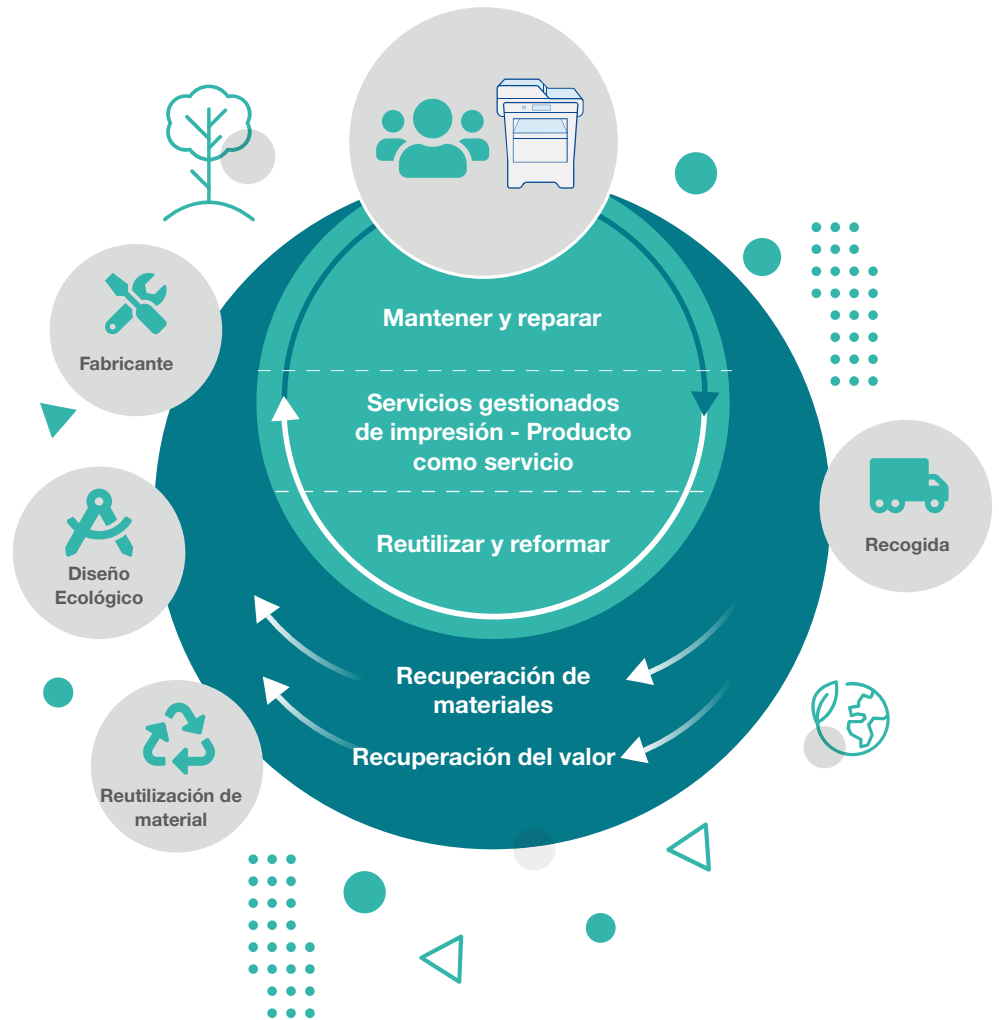 Mantener y reparar
Fabricante
Servicios gestionados
de impresión - Producto
como servicio
Reutilizar y reformar
Recogida
Diseño
Ecológico
Recuperación de
materiales
Recuperación del valor
Reutilización de
material